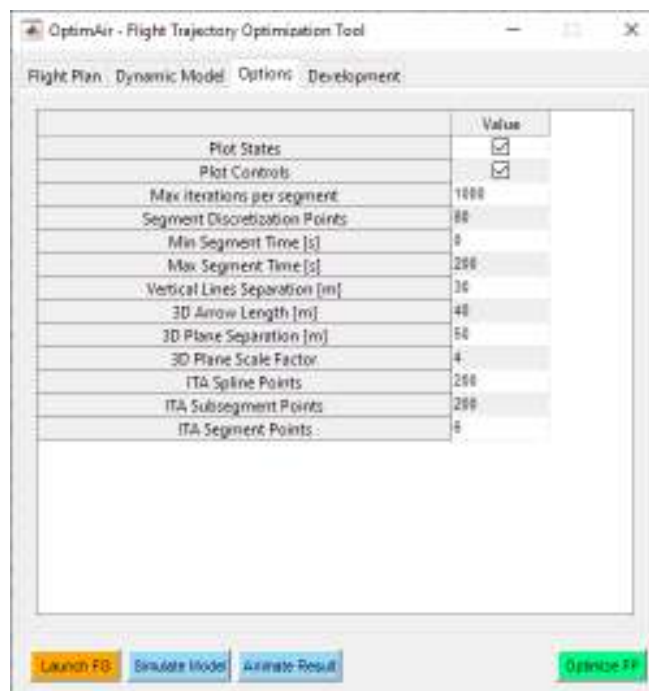 OptimAir - Flight Trajectory Optimization Tool
Flight Plan Dynamic Model Options Development
Value
Plot States
Plot Controls
Max iterations per segment 1000
Segment Discretization Points 80
Min Segment Time [s] 0
Max Segment Time [s] 200
Vertical Lines Separation [m] 30
3D Arrow Length [m] 40
3D Plane Separation [m] 50
3D Plane Scale Factor 4
ITA Spline Points 200
ITA Subsegment Points 200
ITA Segment Points
Launch FG Simulate Model Animate Result Optimize FP